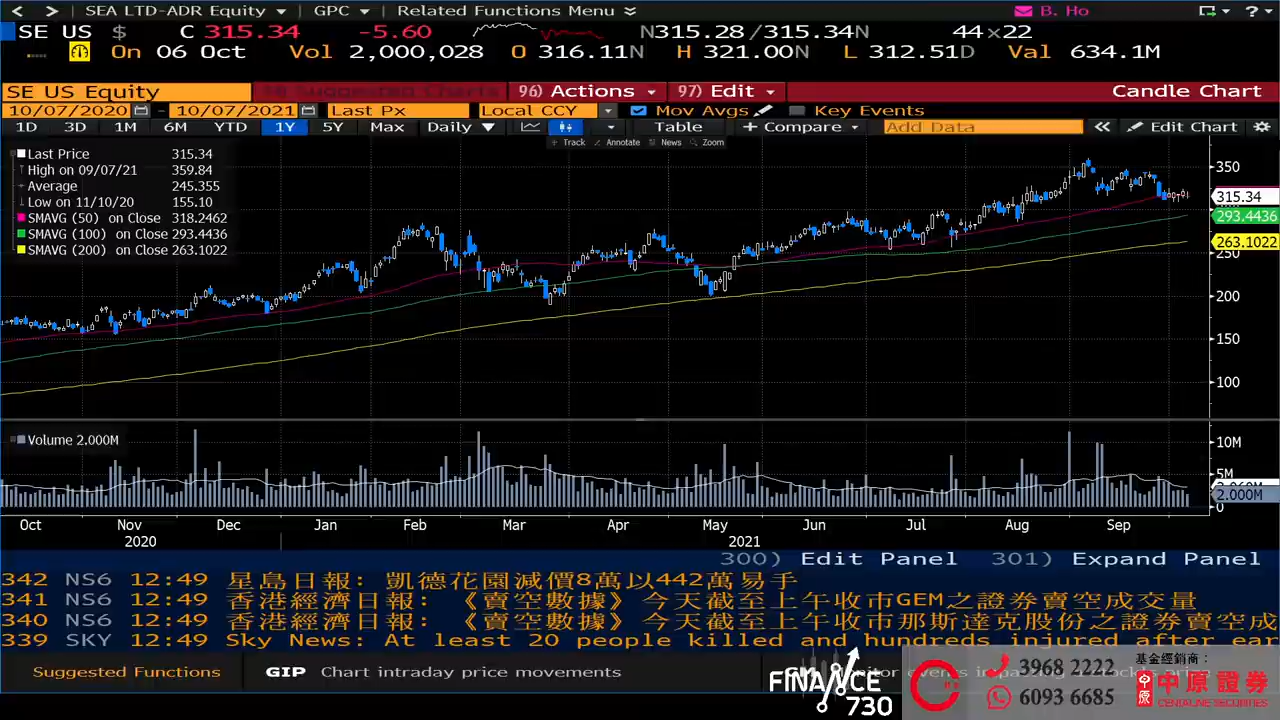 SEA LTD-ADR Equity GPC Related Functions Menu B. Ho ?
SE US $ C 315.34 -5.60 N315.28/315.34N 44×22
On 06 Oct Vol 2,000,028 O 316.11N H 321.00N L 312.51D Val 634.1M
SE US Equity 96) Actions 97) Edit Candle Chart
10/07/2020 - 10/07/2021 Last Px Local CCY Mov Avgs Key Events
1D 3D 1M 6M YTD 1Y 5Y Max Daily Table + Compare Add Data Edit Chart
Track Annotate News Zoom
Last Price 315.34
High on 09/07/21 359.84
Average 245.355
Low on 11/10/20 155.10
SMAVG (50) on Close 318.2462
SMAVG (100) on Close 293.4436
SMAVG (200) on Close 263.1022
350
315.34
293.4436
263.1022
250
200
150
100
Volume 2.000M
10M
5M
2.000M
0
Oct Nov Dec Jan Feb Mar Apr May Jun Jul Aug Sep
2020 2021
300) Edit Panel 301) Expand Panel
342 NS6 12:49 星島日報: 凱德花園減價8萬以442萬易手
341 NS6 12:49 香港經濟日報: 《賣空數據》今天截至上午收市GEM之證券賣空成交量
340 NS6 12:49 香港經濟日報: 《賣空數據》今天截至上午收市那斯達克股份之證券賣空成
339 SKY 12:49 Sky News: At least 20 people killed and hundreds injured after ear
Suggested Functions GIP Chart intraday price movements
FINANCE
730
3968 2222
6093 6685
基金經銷商：
中原證券
CENTALINE SECURITIES
中原